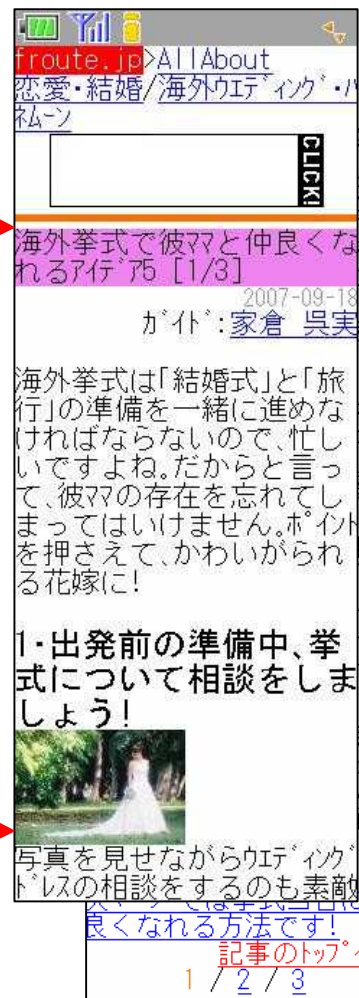 froute.jp>AllAbout
恋愛・結婚/海外ウエディング・ハ
ネムーン
CLICK!
海外挙式で彼ママと仲良くな
れるアイデア5 [1/3]
2007-09-18
ガイド:家倉 呉実
海外挙式は「結婚式」と「旅
行」の準備を一緒に進めな
ければならないので、忙し
いですよね。だからと言っ
て、彼ママの存在を忘れてし
まってはいけません。ポイント
を押さえて、かわいがられ
る花嫁に!
1・出発前の準備中、挙
式について相談をしま
しょう!
写真を見せながらウエディング
ドレスの相談をするのも素敵
良くなれる方法です!
記事のトップ
1 / 2 / 3